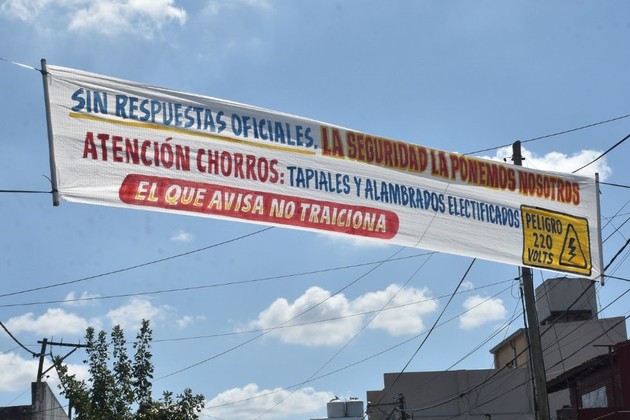 SIN RESPUESTAS OFICIALES, LA SEGURIDAD LA PONEMOS NOSOTROS
ATENCIÓN CHORROS: TAPIALES Y ALAMBRADOS ELECTRIFICADOS
EL QUE AVISA NO TRAICIONA
PELIGRO
220
VOLTS